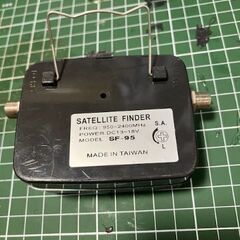 SATELLITE FINDER
FREQ: 950~2400MHz
POWER:DC13~18V
MODEL SF-95
S.A.
L
MADE IN TAIWAN